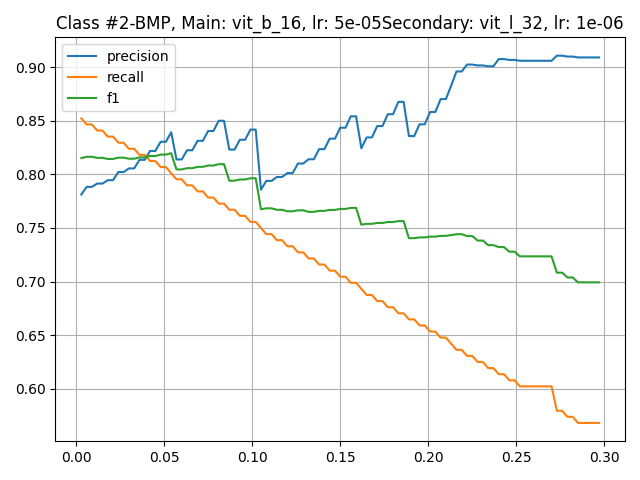 Class #2-BMP, Main: vit_b_16, lr: 5e-05Secondary: vit_l_32, lr: 1e-06
precision
recall
f1
0.90
0.85
0.80
0.75
0.70
0.65
0.60
0.00 0.05 0.10 0.15 0.20 0.25 0.30